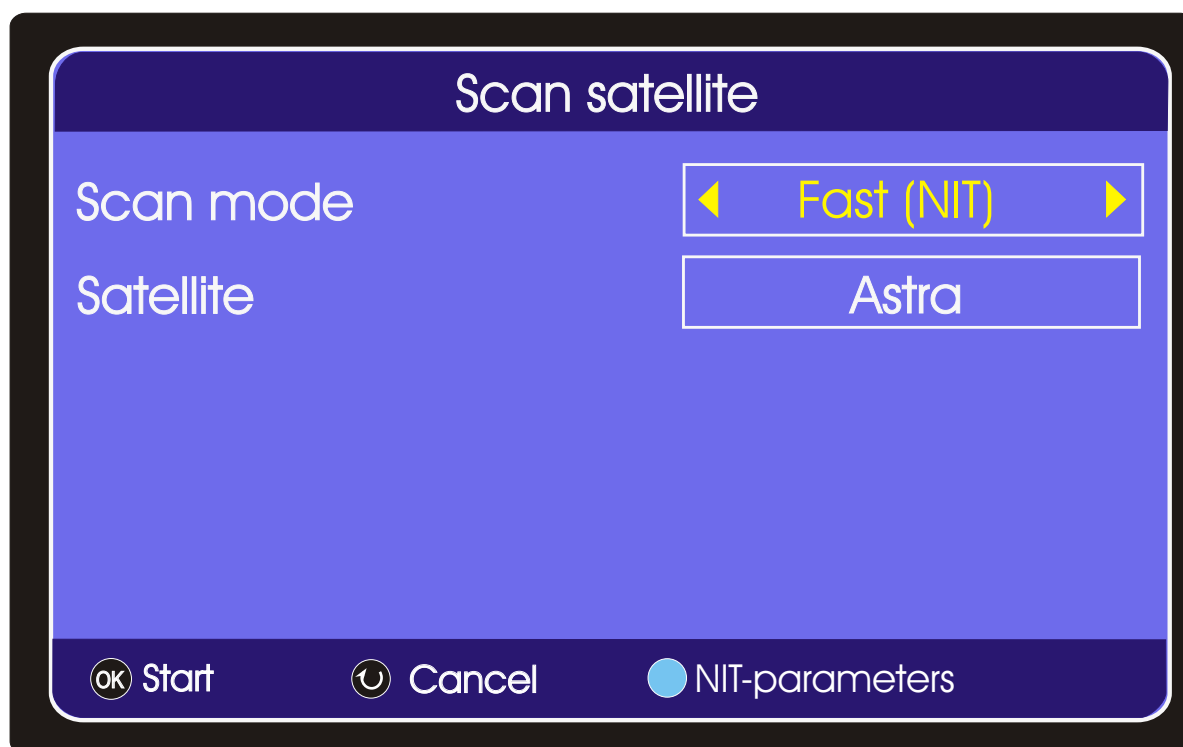 Scan satellite
Scan mode Fast (NIT)
Satellite Astra
OK Start Cancel NIT-parameters